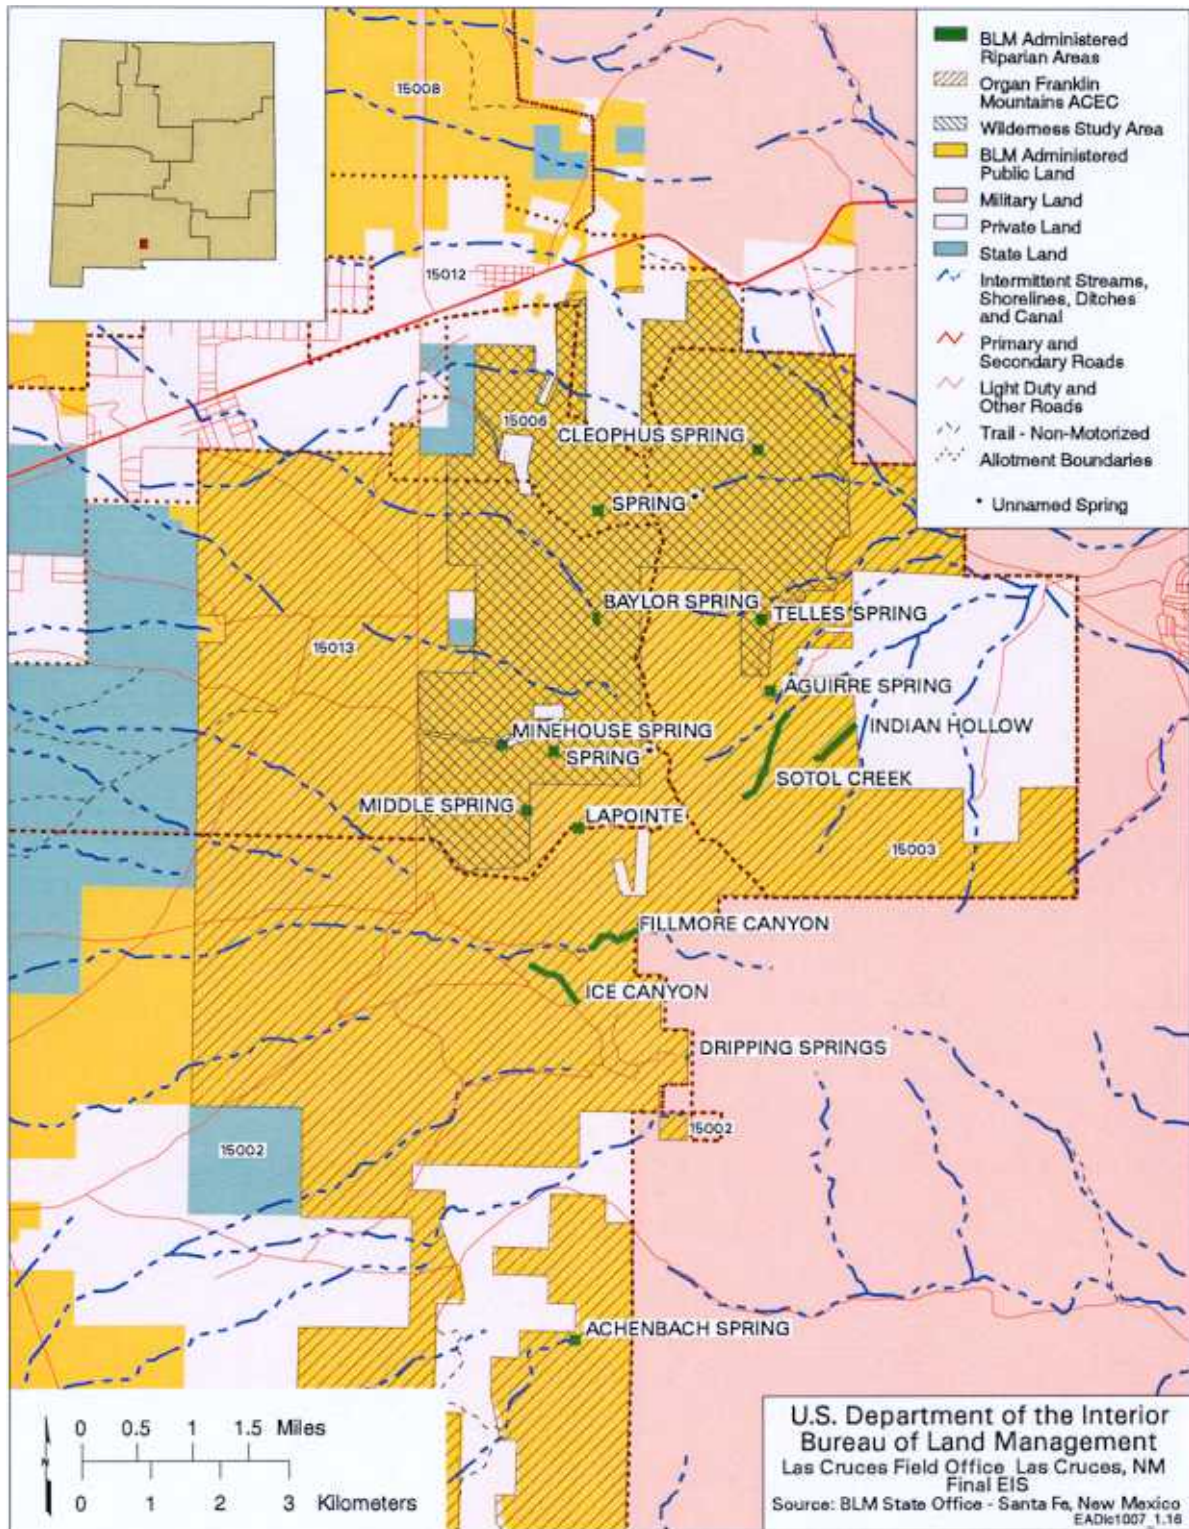 BLM Administered
Riparian Areas
Organ Franklin
Mountains ACEC
Wilderness Study Area
BLM Administered
Public Land
Military Land
Private Land
State Land
Intermittent Streams,
Shorelines, Ditches
and Canal
Primary and
Secondary Roads
Light Duty and
Other Roads
Trail - Non-Motorized
Allotment Boundaries
Unnamed Spring
15008
15012
15006
CLEOPHUS SPRING
SPRING
BAYLOR SPRING
TELLES SPRING
15013
AGUIRRE SPRING
INDIAN HOLLOW
MINEHOUSE SPRING
SPRING
SOTOL CREEK
MIDDLE SPRING
LAPOINTE
15003
FILLMORE CANYON
ICE CANYON
DRIPPING SPRINGS
15002
15002
ACHENBACH SPRING
0 0.5 1 1.5 Miles
N
0 1 2 3 Kilometers
U.S. Department of the Interior
Bureau of Land Management
Las Cruces Field Office Las Cruces, NM
Final EIS
Source: BLM State Office - Santa Fe, New Mexico
EADlc1007_1.16